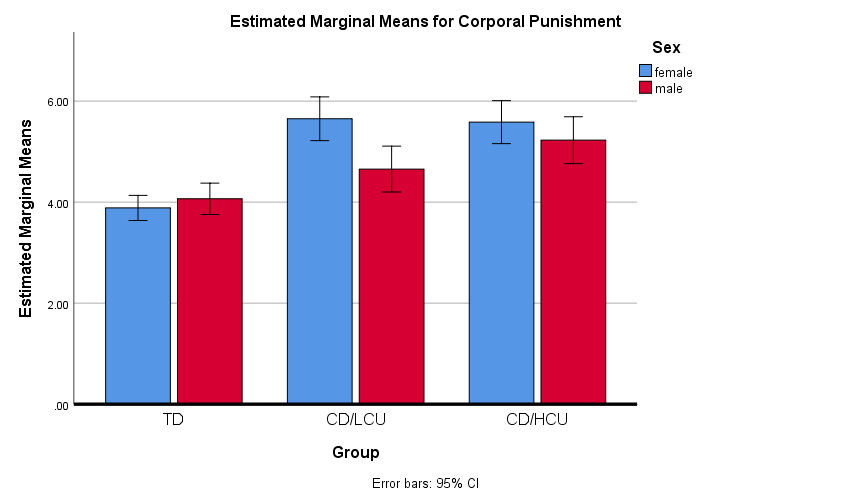 Estimated Marginal Means for Corporal Punishment
Sex
female
male
Estimated Marginal Means
6.00
4.00
2.00
.00
TD
CD/LCU
CD/HCU
Group
Error bars: 95% CI